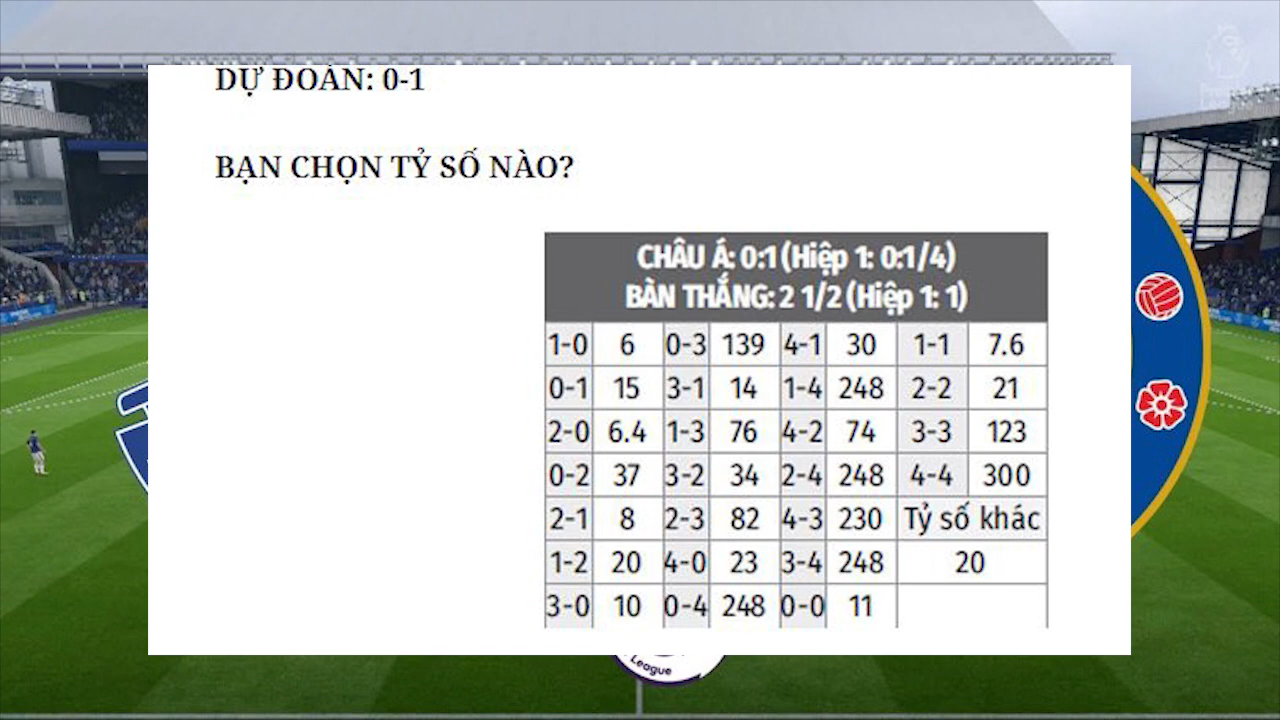 DỰ ĐOÁN: 0-1
BẠN CHỌN TỶ SỐ NÀO?
CHÂU Á: 0:1 (Hiệp 1: 0:1/4)
BÀN THẮNG: 2 1/2 (Hiệp 1: 1)
1-0 6 0-3 139 4-1 30 1-1 7.6
0-1 15 3-1 14 1-4 248 2-2 21
2-0 6.4 1-3 76 4-2 74 3-3 123
0-2 37 3-2 34 2-4 248 4-4 300
2-1 8 2-3 82 4-3 230 Tỷ số khác
1-2 20 4-0 23 3-4 248 20
3-0 10 0-4 248 0-0 11
League